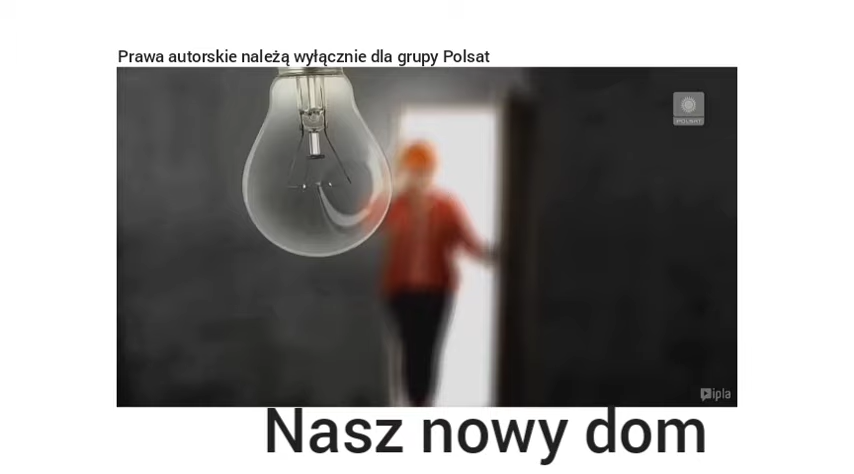 Prawa autorskie należą wyłącznie dla grupy Polsat
POLSAT
ipla
Nasz nowy dom